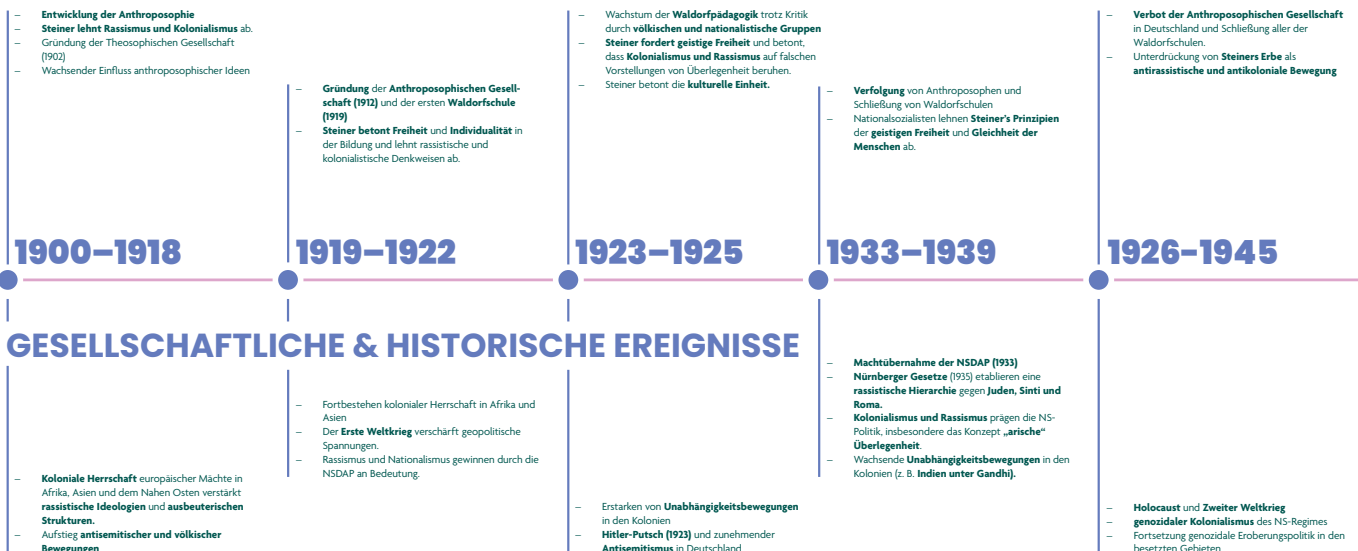 – Entwicklung der Anthroposophie
– Steiner lehnt Rassismus und Kolonialismus ab.
– Gründung der Theosophischen Gesellschaft
(1902)
– Wachsender Einfluss anthroposophischer Ideen
– Gründung der Anthroposophischen Gesell-
schaft (1912) und der ersten Waldorfschule
(1919)
– Steiner betont Freiheit und Individualität in
der Bildung und lehnt rassistische und
kolonialistische Denkweisen ab.
– Wachstum der Waldorfpädagogik trotz Kritik
durch völkischen und nationalistische Gruppen
– Steiner fordert geistige Freiheit und betont,
dass Kolonialismus und Rassismus auf falschen
Vorstellungen von Überlegenheit beruhen.
– Steiner betont die kulturelle Einheit.
– Verfolgung von Anthroposophen und
Schließung von Waldorfschulen
– Nationalsozialisten lehnen Steiner's Prinzipien
der geistigen Freiheit und Gleichheit der
Menschen ab.
– Verbot der Anthroposophischen Gesellschaft
in Deutschland und Schließung aller der
Waldorfschulen.
– Unterdrückung von Steiners Erbe als
antirassistische und antikoloniale Bewegung
1900–1918
1919–1922
1923–1925
1933–1939
1926-1945
GESELLSCHAFTLICHE & HISTORISCHE EREIGNISSE
– Koloniale Herrschaft europäischer Mächte in
Afrika, Asien und dem Nahen Osten verstärkt
rassistische Ideologien und ausbeuterischen
Strukturen.
– Aufstieg antisemitischer und völkischer
Bewegungen
– Fortbestehen kolonialer Herrschaft in Afrika und
Asien
– Der Erste Weltkrieg verschärft geopolitische
Spannungen.
– Rassismus und Nationalismus gewinnen durch die
NSDAP an Bedeutung.
– Erstarken von Unabhängigkeitsbewegungen
in den Kolonien
– Hitler-Putsch (1923) und zunehmender
Antisemitismus in Deutschland
– Machtübernahme der NSDAP (1933)
– Nürnberger Gesetze (1935) etablieren eine
rassistische Hierarchie gegen Juden, Sinti und
Roma.
– Kolonialismus und Rassismus prägen die NS-
Politik, insbesondere das Konzept „arische“
Überlegenheit.
– Wachsende Unabhängigkeitsbewegungen in den
Kolonien (z. B. Indien unter Gandhi).
– Holocaust und Zweiter Weltkrieg
– genozidaler Kolonialismus des NS-Regimes
– Fortsetzung genozidale Eroberungspolitik in den
besetzten Gebieten